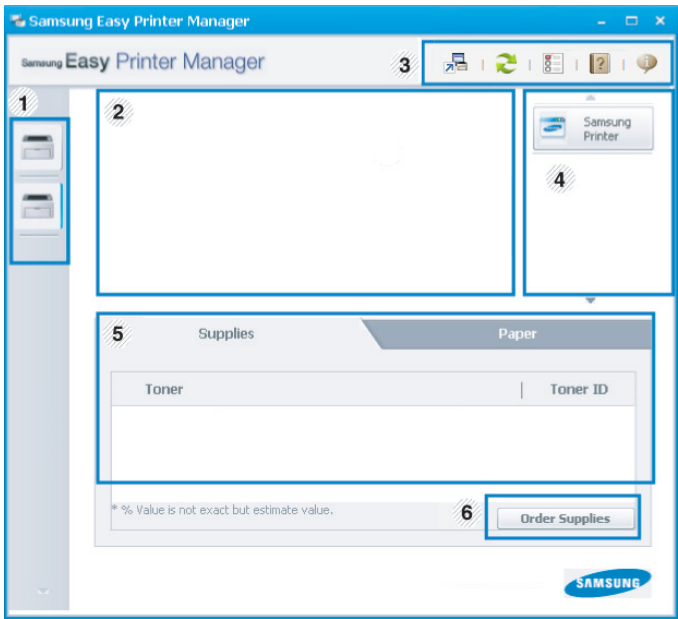 Samsung Easy Printer Manager
Samsung Easy Printer Manager
3
1
2
Samsung
Printer
4
5
Supplies
Paper
Toner
Toner ID
* % Value is not exact but estimate value.
6
Order Supplies
SAMSUNG